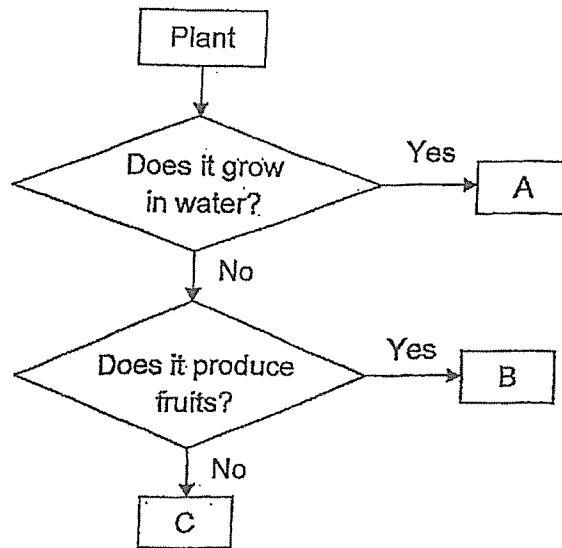 Plant
Does it grow
in water?
Yes
A
No
Does it produce
fruits?
Yes
B
No
C